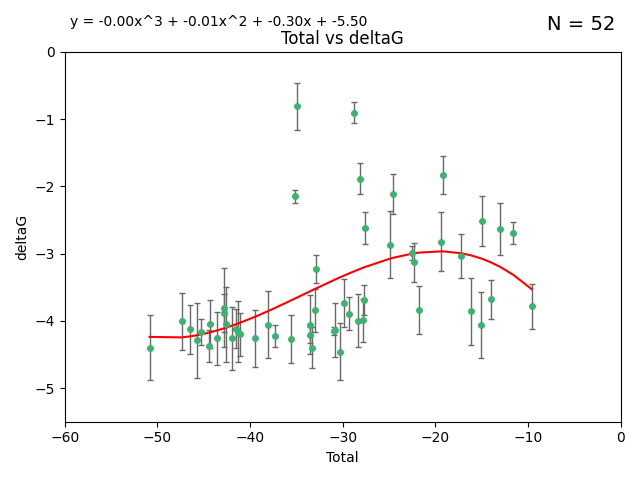 y = -0.00x^3 + -0.01x^2 + -0.30x + -5.50
N = 52
Total vs deltaG
0
−1
−2
−3
−4
−5
deltaG
−60 −50 −40 −30 −20 −10 0
Total